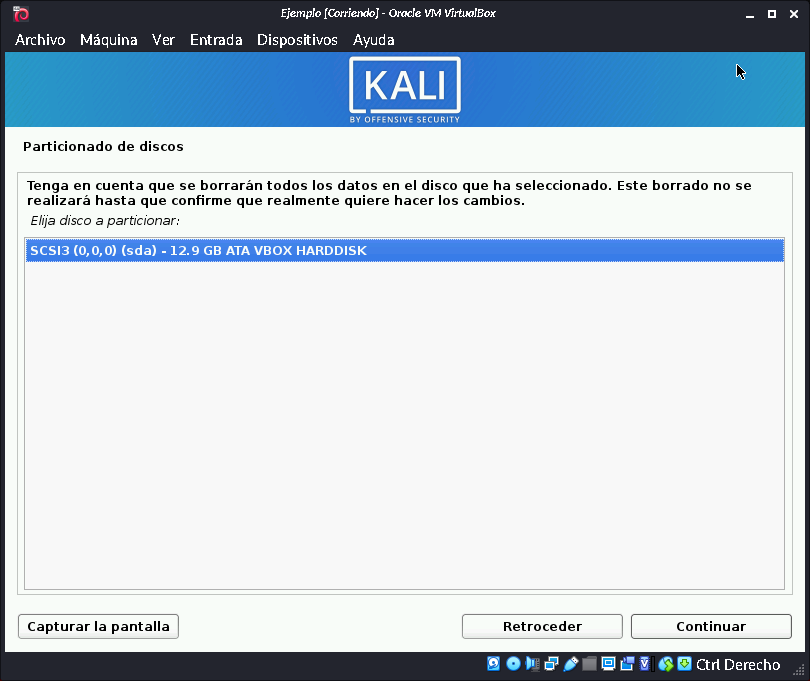 Ejemplo [Corriendo] - Oracle VM VirtualBox
Archivo Máquina Ver Entrada Dispositivos Ayuda
KALI
BY OFFENSIVE SECURITY
Particionado de discos
Tenga en cuenta que se borrarán todos los datos en el disco que ha seleccionado. Este borrado no se
realizará hasta que confirme que realmente quiere hacer los cambios.
Elija disco a particionar:
SCSI3 (0,0,0) (sda) - 12.9 GB ATA VBOX HARDDISK
Capturar la pantalla Retroceder Continuar
Ctrl Derecho